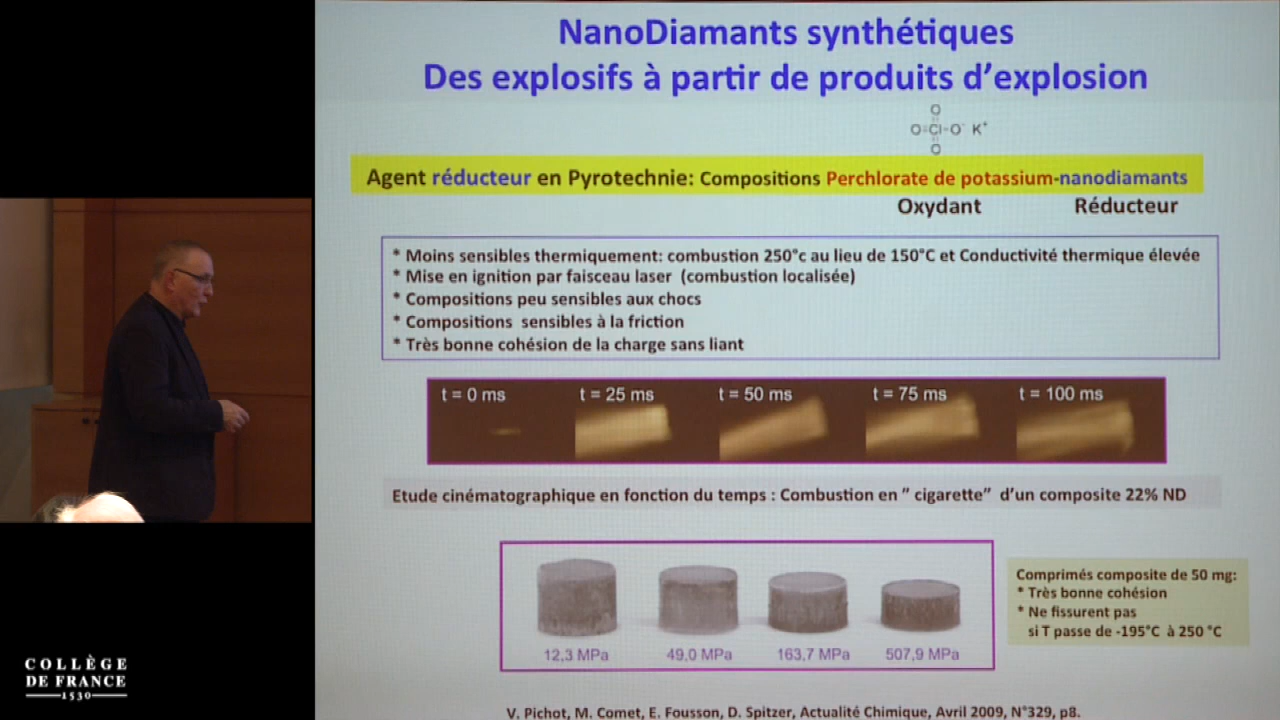 NanoDiamants synthétiques
Des explosifs à partir de produits d'explosion
O
O=Cl-O⁻ K⁺
O
Agent réducteur en Pyrotechnie: Compositions Perchlorate de potassium-nanodiamants
Oxydant Réducteur
* Moins sensibles thermiquement: combustion 250°c au lieu de 150°C et Conductivité thermique élevée
* Mise en ignition par faisceau laser (combustion localisée)
* Compositions peu sensibles aux chocs
* Compositions sensibles à la friction
* Très bonne cohésion de la charge sans liant
t = 0 ms t = 25 ms t = 50 ms t = 75 ms t = 100 ms
Etude cinématographique en fonction du temps : Combustion en " cigarette" d'un composite 22% ND
12,3 MPa 49,0 MPa 163,7 MPa 507,9 MPa
Comprimés composite de 50 mg:
* Très bonne cohésion
* Ne fissurent pas
si T passe de -195°C à 250 °C
V. Pichot, M. Comet, E. Fousson, D. Spitzer, Actualité Chimique, Avril 2009, N°329, p8.
COLLÈGE
DE FRANCE
1530